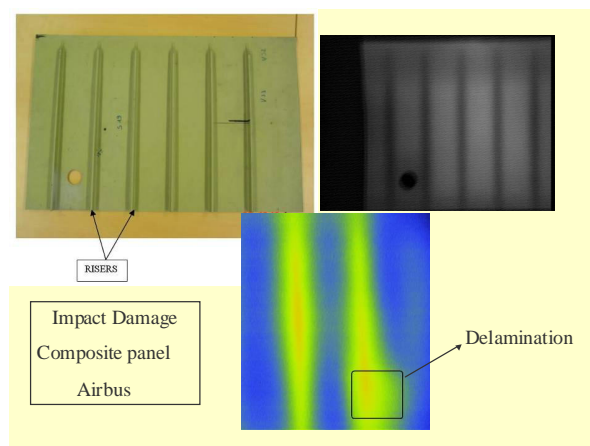 RISERS
Impact Damage
Composite panel
Airbus
Delamination